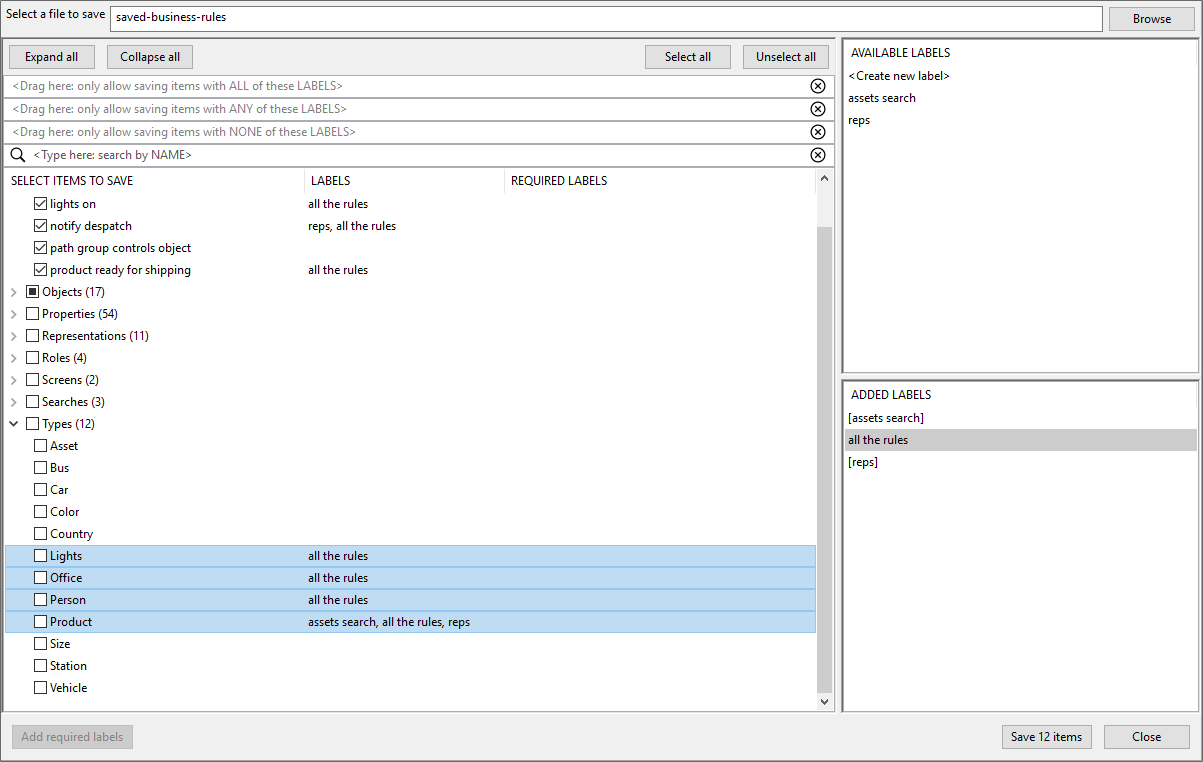 Select a file to save saved-business-rules Browse
Expand all Collapse all Select all Unselect all
<Drag here: only allow saving items with ALL of these LABELS>
<Drag here: only allow saving items with ANY of these LABELS>
<Drag here: only allow saving items with NONE of these LABELS>
<Type here: search by NAME>
SELECT ITEMS TO SAVE LABELS REQUIRED LABELS
lights on all the rules
notify despatch reps, all the rules
path group controls object
product ready for shipping all the rules
Objects (17)
Properties (54)
Representations (11)
Roles (4)
Screens (2)
Searches (3)
Types (12)
Asset
Bus
Car
Color
Country
Lights all the rules
Office all the rules
Person all the rules
Product assets search, all the rules, reps
Size
Station
Vehicle
AVAILABLE LABELS
<Create new label>
assets search
reps
ADDED LABELS
[assets search]
all the rules
[reps]
Add required labels Save 12 items Close